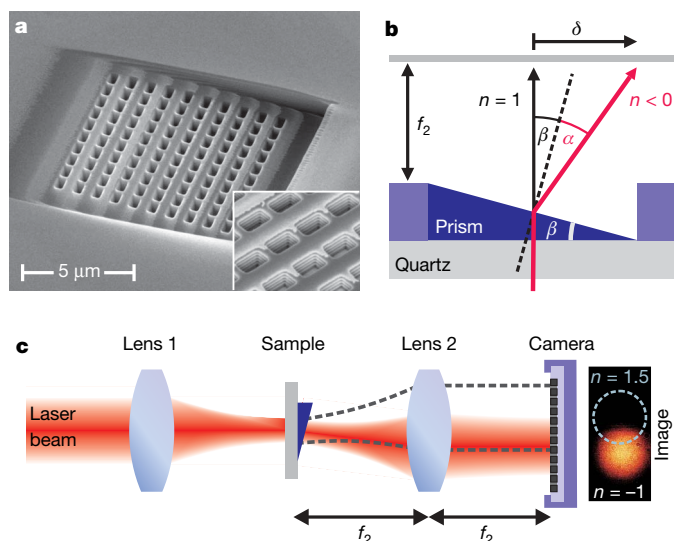 a
5 μm
b
δ
n = 1
n < 0
f2
β
α
Prism
β
Quartz
c
Lens 1
Sample
Lens 2
Camera
Laser
beam
n = 1.5
Image
n = −1
f2
f2